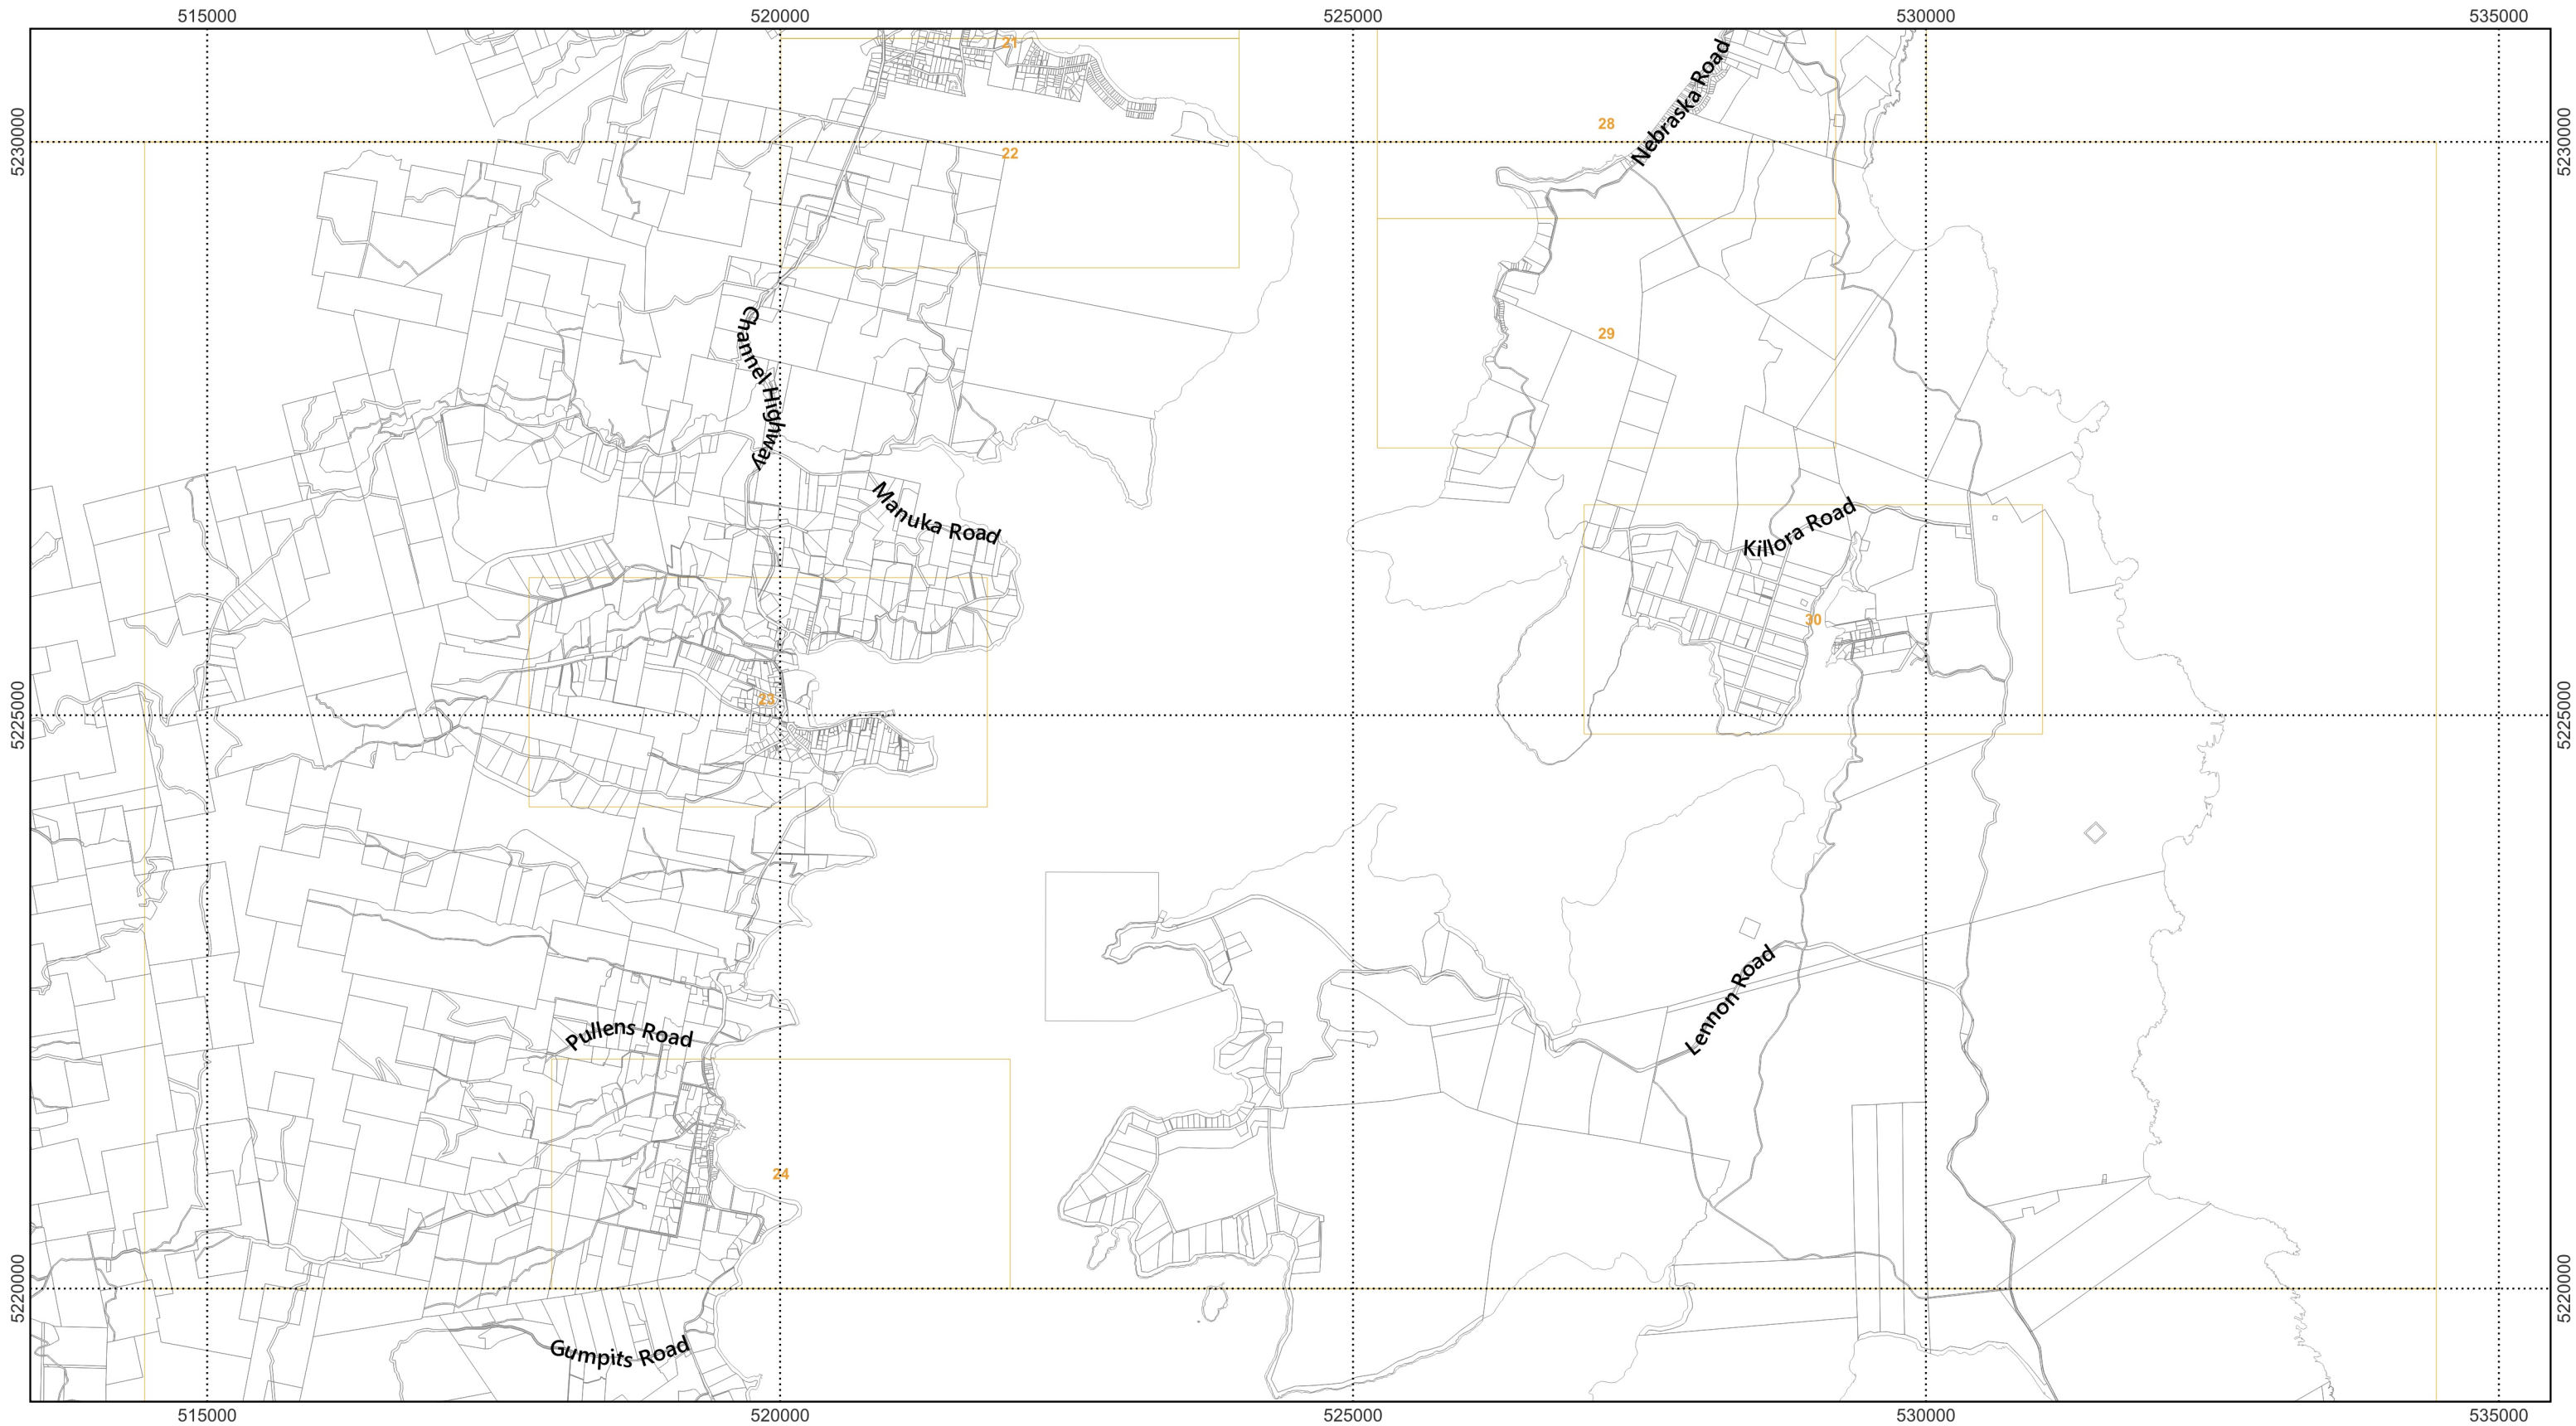 515000 520000 525000 530000 535000
21
Nebraska Road
28
5230000 5230000
22
Channel Highway
29
Manuka Road
Killora Road
30
23
5225000 5225000
Lennon Road
Pullens Road
24
5220000 5220000
Gumpits Road
515000 520000 525000 530000 535000